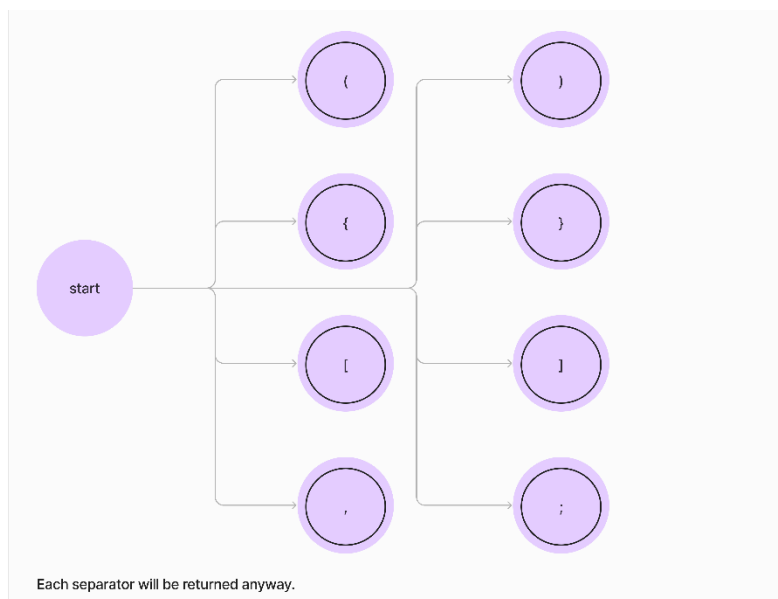 ( )
{ }
start
[ ]
, ;
Each separator will be returned anyway.